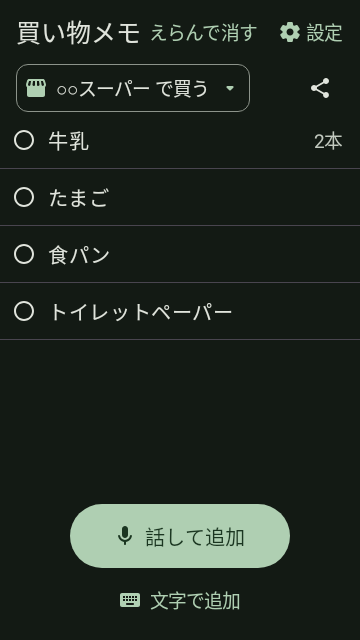 買い物メモ えらんで消す 設定
○○スーパー で買う
牛乳 2本
たまご
食パン
トイレットペーパー
話して追加
文字で追加